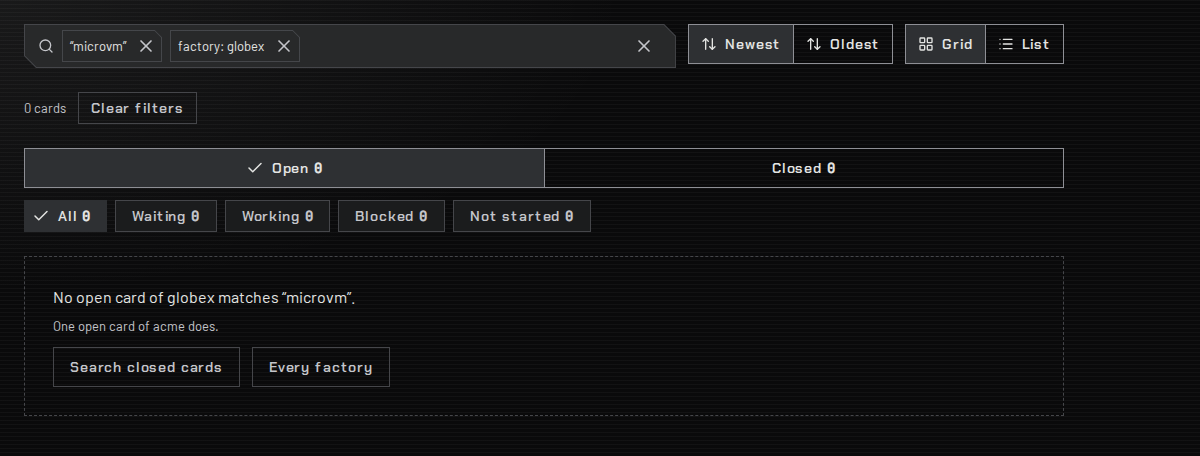 “microvm” factory: globex Newest Oldest Grid List
0 cards Clear filters
Open 0 Closed 0
All 0 Waiting 0 Working 0 Blocked 0 Not started 0
No open card of globex matches “microvm”.
One open card of acme does.
Search closed cards Every factory